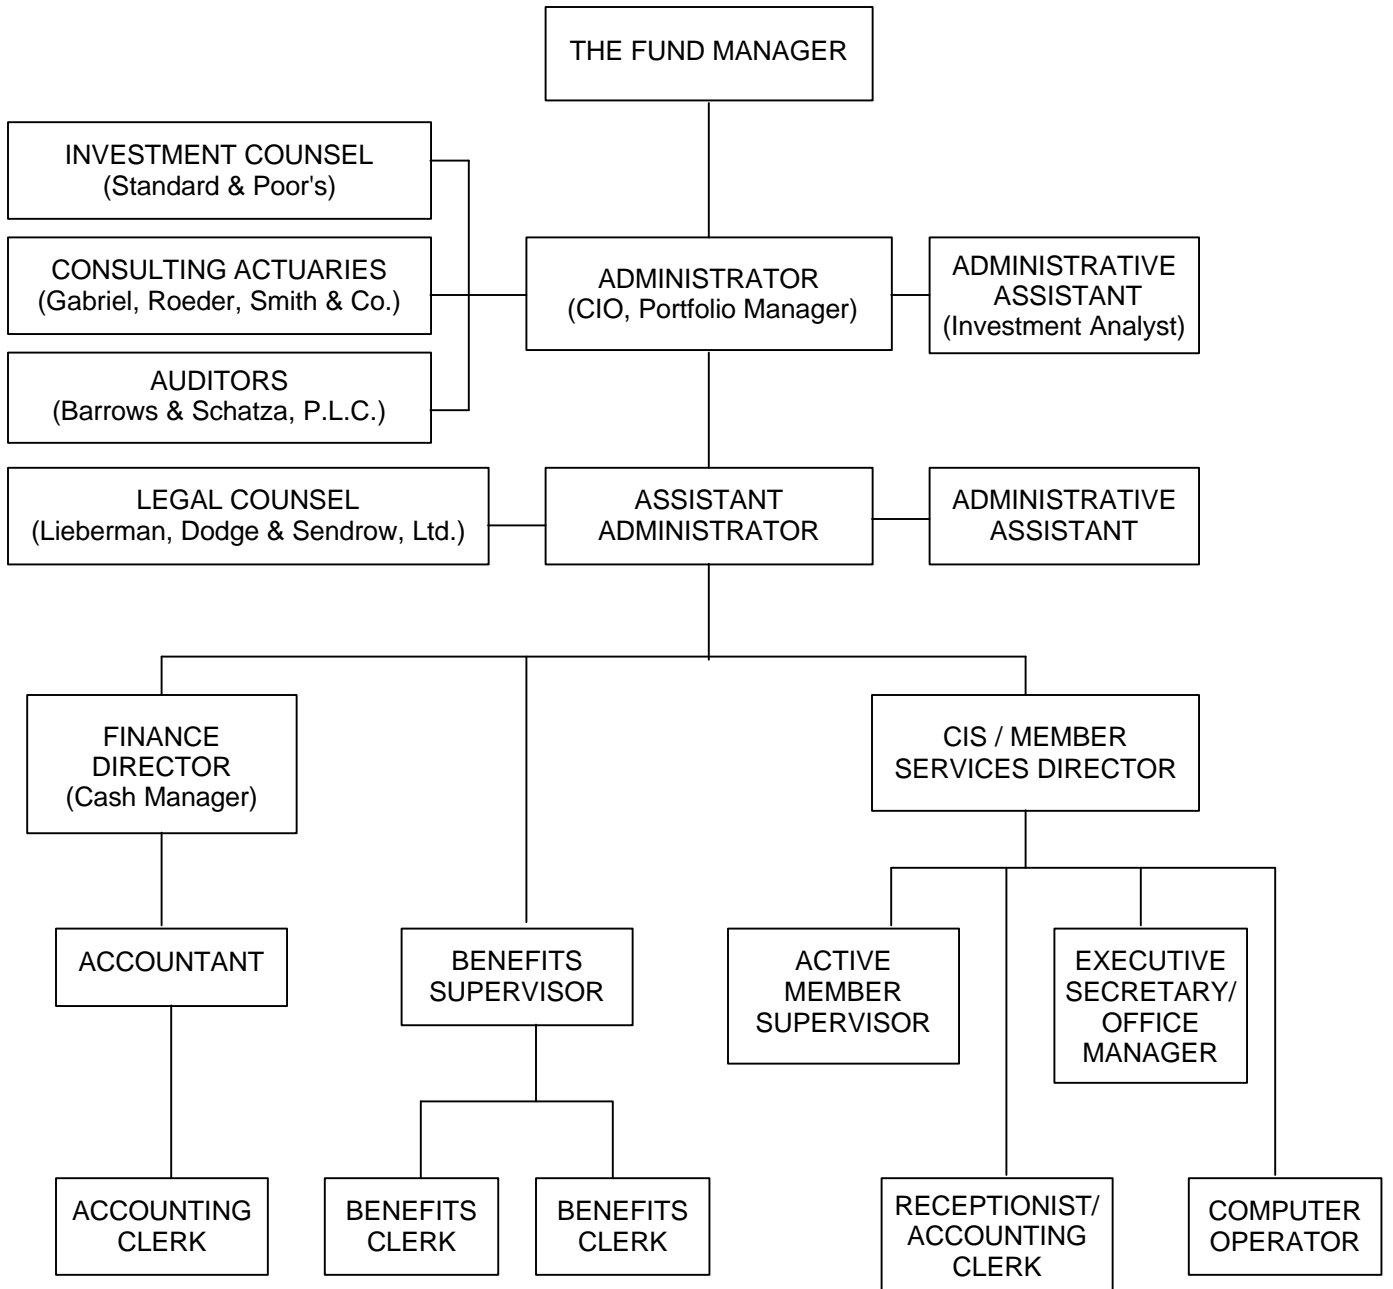 THE FUND MANAGER
INVESTMENT COUNSEL
(Standard & Poor's)
CONSULTING ACTUARIES
(Gabriel, Roeder, Smith & Co.)
ADMINISTRATOR
(CIO, Portfolio Manager)
ADMINISTRATIVE
ASSISTANT
(Investment Analyst)
AUDITORS
(Barrows & Schatza, P.L.C.)
LEGAL COUNSEL
(Lieberman, Dodge & Sendrow, Ltd.)
ASSISTANT
ADMINISTRATOR
ADMINISTRATIVE
ASSISTANT
FINANCE
DIRECTOR
(Cash Manager)
CIS / MEMBER
SERVICES DIRECTOR
ACCOUNTANT
BENEFITS
SUPERVISOR
ACTIVE
MEMBER
SUPERVISOR
EXECUTIVE
SECRETARY/
OFFICE
MANAGER
ACCOUNTING
CLERK
BENEFITS
CLERK
BENEFITS
CLERK
RECEPTIONIST/
ACCOUNTING
CLERK
COMPUTER
OPERATOR